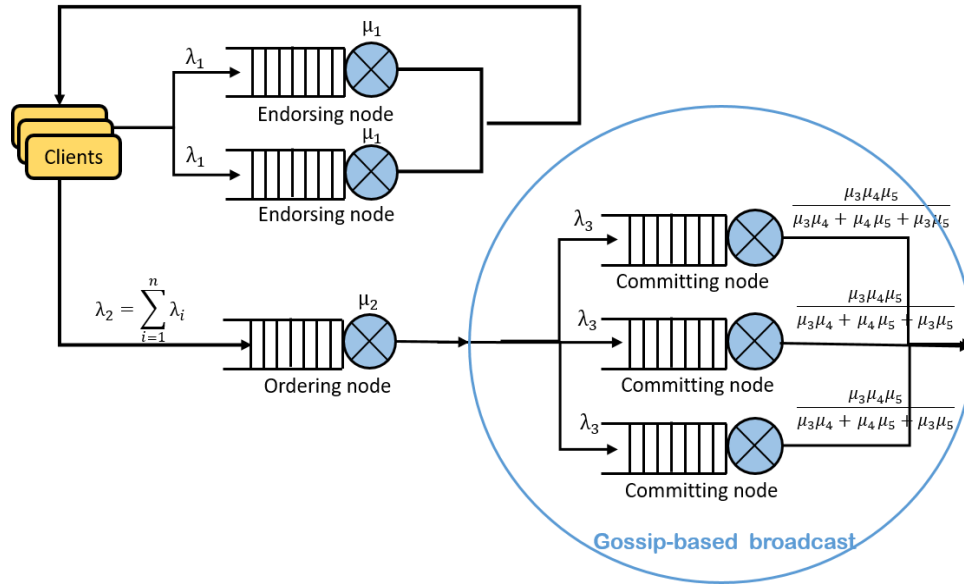 μ₁
λ₁
Endorsing node
μ₁
Clients
λ₁
Endorsing node
μ₃μ₄μ₅
μ₃μ₄ + μ₄μ₅ + μ₃μ₅
λ₃
Committing node
λ₂ = ∑ᵢ₌₁ⁿ λᵢ
μ₂
μ₃μ₄μ₅
μ₃μ₄ + μ₄μ₅ + μ₃μ₅
λ₃
Ordering node
Committing node
μ₃μ₄μ₅
μ₃μ₄ + μ₄μ₅ + μ₃μ₅
λ₃
Committing node
Gossip-based broadcast